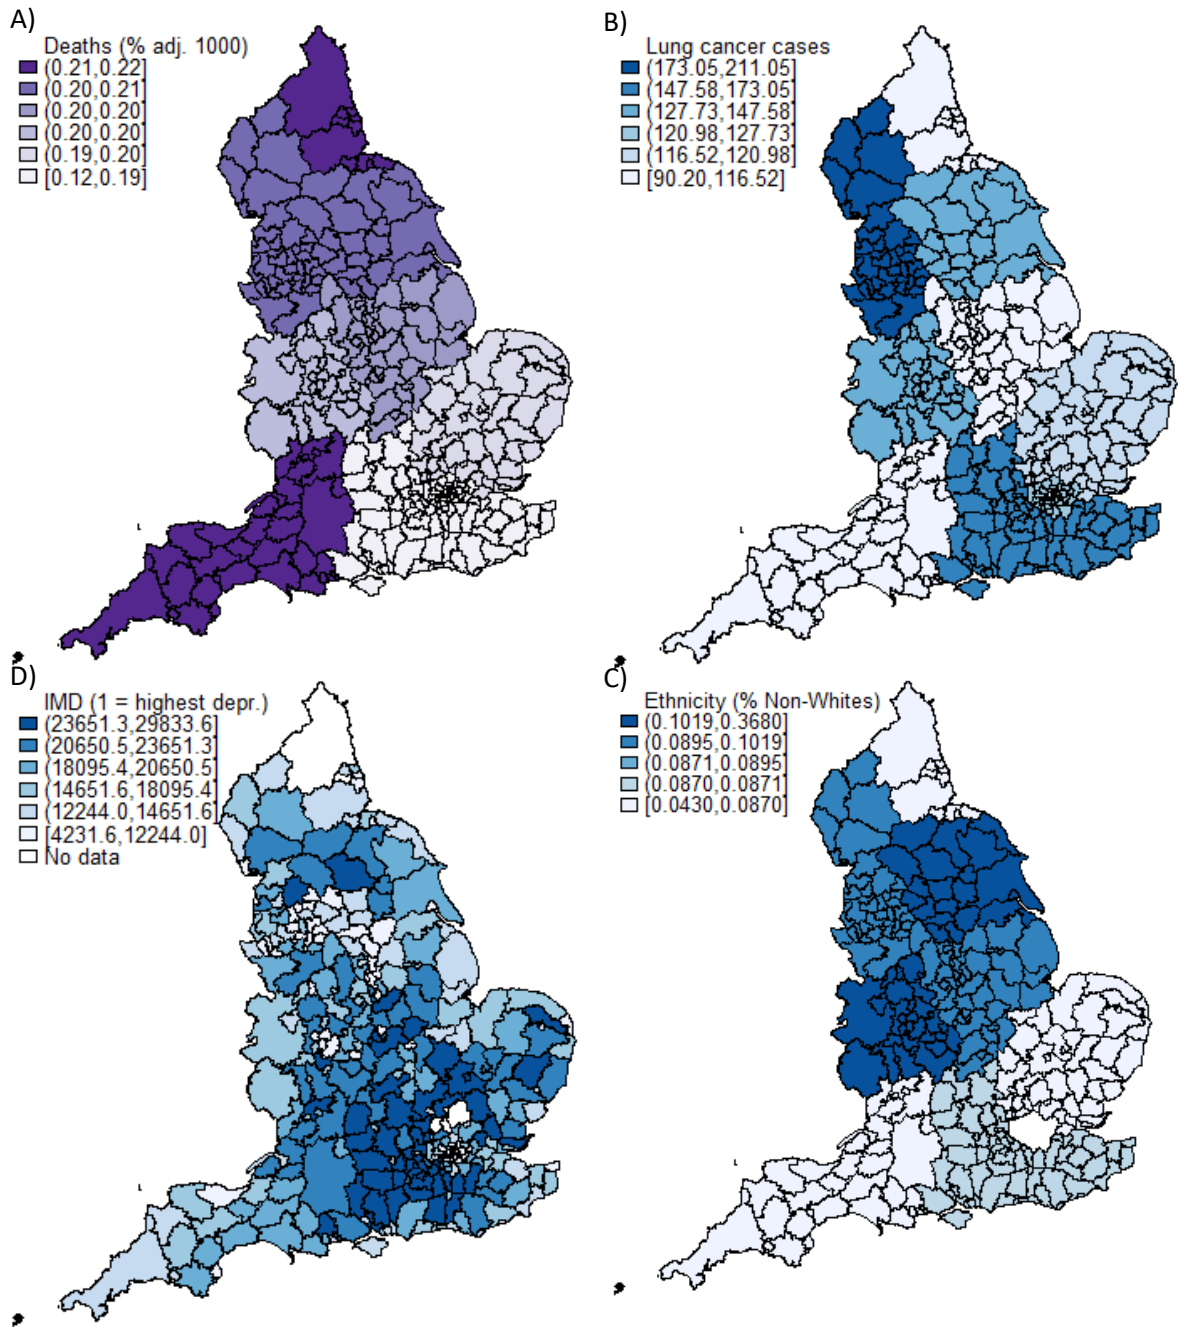 A)
Deaths (% adj. 1000)
(0.21,0.22]
(0.20,0.21]
(0.20,0.20]
(0.20,0.20]
(0.19,0.20]
[0.12,0.19]
B)
Lung cancer cases
(173.05,211.05]
(147.58,173.05]
(127.73,147.58]
(120.98,127.73]
(116.52,120.98]
[90.20,116.52]
D)
IMD (1 = highest depr.)
(23651.3,29833.6]
(20650.5,23651.3]
(18095.4,20650.5]
(14651.6,18095.4]
(12244.0,14651.6]
[4231.6,12244.0]
No data
C)
Ethnicity (% Non-Whites)
(0.1019,0.3680]
(0.0895,0.1019]
(0.0871,0.0895]
(0.0870,0.0871]
[0.0430,0.0870]